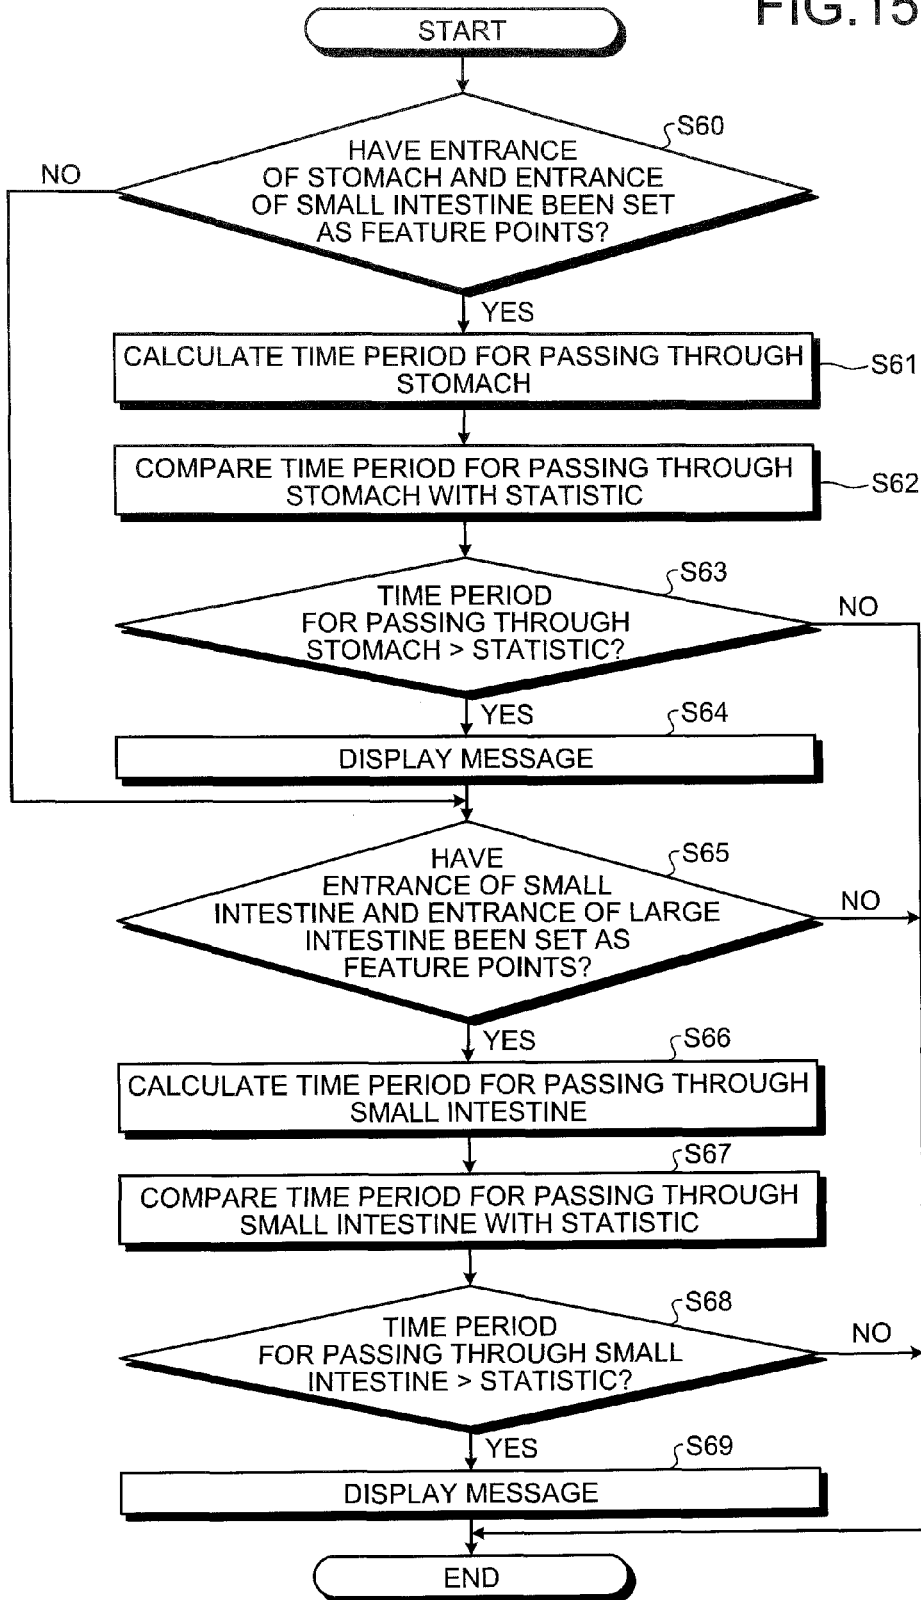 FIG.15
START
S60
HAVE ENTRANCE
OF STOMACH AND ENTRANCE
OF SMALL INTESTINE BEEN SET
AS FEATURE POINTS?
NO
YES
CALCULATE TIME PERIOD FOR PASSING THROUGH
STOMACH
S61
COMPARE TIME PERIOD FOR PASSING THROUGH
STOMACH WITH STATISTIC
S62
S63
TIME PERIOD
FOR PASSING THROUGH
STOMACH > STATISTIC?
NO
YES
S64
DISPLAY MESSAGE
S65
HAVE
ENTRANCE OF SMALL
INTESTINE AND ENTRANCE OF LARGE
INTESTINE BEEN SET AS
FEATURE POINTS?
NO
YES
S66
CALCULATE TIME PERIOD FOR PASSING THROUGH
SMALL INTESTINE
S67
COMPARE TIME PERIOD FOR PASSING THROUGH
SMALL INTESTINE WITH STATISTIC
S68
TIME PERIOD
FOR PASSING THROUGH SMALL
INTESTINE > STATISTIC?
NO
YES
S69
DISPLAY MESSAGE
END